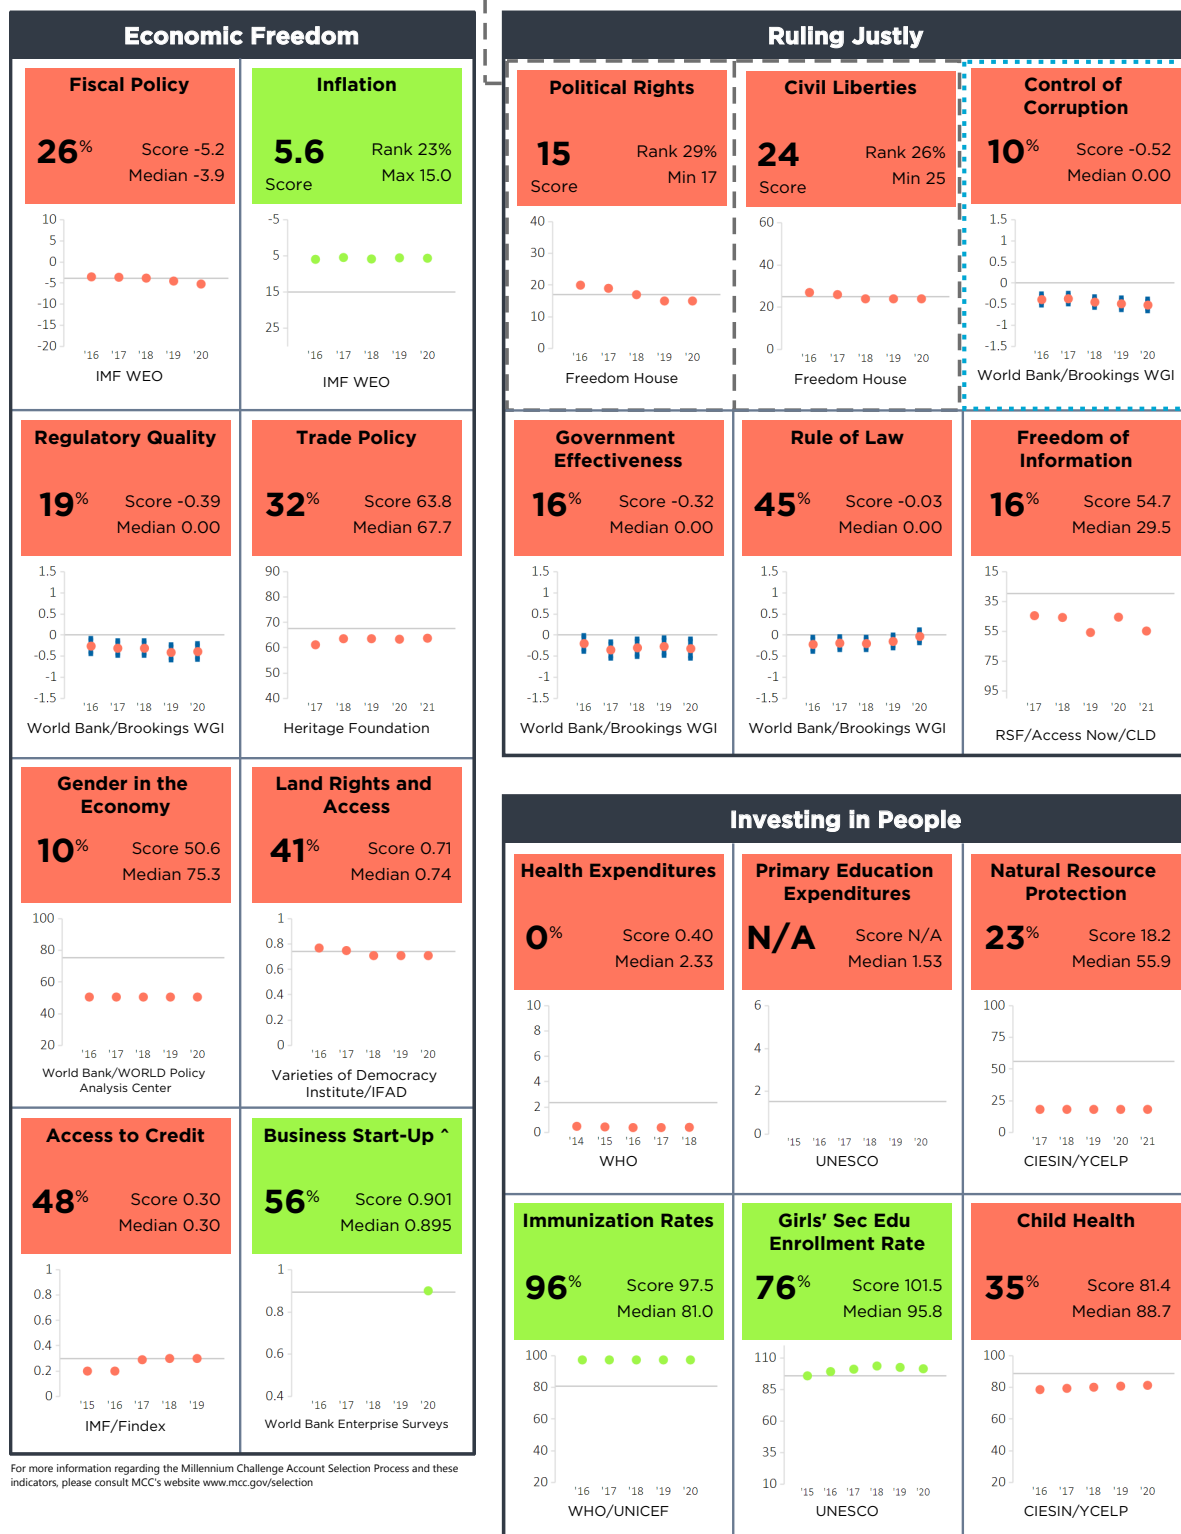 Economic Freedom
Fiscal Policy
26%
Score -5.2
Median -3.9
10
5
0
-5
-10
-15
-20
'16 '17 '18 '19 '20
IMF WEO
Inflation
5.6
Score
Rank 23%
Max 15.0
-5
5
15
25
'16 '17 '18 '19 '20
IMF WEO
Regulatory Quality
19%
Score -0.39
Median 0.00
1.5
1
0.5
0
-0.5
-1
-1.5
'16 '17 '18 '19 '20
World Bank/Brookings WGI
Trade Policy
32%
Score 63.8
Median 67.7
90
80
70
60
50
40
'17 '18 '19 '20 '21
Heritage Foundation
Gender in the
Economy
10%
Score 50.6
Median 75.3
100
80
60
40
20
'16 '17 '18 '19 '20
World Bank/WORLD Policy
Analysis Center
Land Rights and
Access
41%
Score 0.71
Median 0.74
1
0.8
0.6
0.4
0.2
0
'16 '17 '18 '19 '20
Varieties of Democracy
Institute/IFAD
Access to Credit
48%
Score 0.30
Median 0.30
1
0.8
0.6
0.4
0.2
0
'15 '16 '17 '18 '19
IMF/Findex
Business Start-Up ^
56%
Score 0.901
Median 0.895
1
0.8
0.6
0.4
'16 '17 '18 '19 '20
World Bank Enterprise Surveys
For more information regarding the Millennium Challenge Account Selection Process and these
indicators, please consult MCC's website www.mcc.gov/selection
Ruling Justly
Political Rights
15
Score
Rank 29%
Min 17
40
30
20
10
0
'16 '17 '18 '19 '20
Freedom House
Civil Liberties
24
Score
Rank 26%
Min 25
60
40
20
0
'16 '17 '18 '19 '20
Freedom House
Control of
Corruption
10%
Score -0.52
Median 0.00
1.5
1
0.5
0
-0.5
-1
-1.5
'16 '17 '18 '19 '20
World Bank/Brookings WGI
Government
Effectiveness
16%
Score -0.32
Median 0.00
1.5
1
0.5
0
-0.5
-1
-1.5
'16 '17 '18 '19 '20
World Bank/Brookings WGI
Rule of Law
45%
Score -0.03
Median 0.00
1.5
1
0.5
0
-0.5
-1
-1.5
'16 '17 '18 '19 '20
World Bank/Brookings WGI
Freedom of
Information
16%
Score 54.7
Median 29.5
15
35
55
75
95
'17 '18 '19 '20 '21
RSF/Access Now/CLD
Investing in People
Health Expenditures
0%
Score 0.40
Median 2.33
10
8
6
4
2
0
'14 '15 '16 '17 '18
WHO
Primary Education
Expenditures
N/A
Score N/A
Median 1.53
6
4
2
0
'15 '16 '17 '18 '19 '20
UNESCO
Natural Resource
Protection
23%
Score 18.2
Median 55.9
100
75
50
25
0
'17 '18 '19 '20 '21
CIESIN/YCELP
Immunization Rates
96%
Score 97.5
Median 81.0
100
80
60
40
20
'16 '17 '18 '19 '20
WHO/UNICEF
Girls' Sec Edu
Enrollment Rate
76%
Score 101.5
Median 95.8
110
85
60
35
10
'15 '16 '17 '18 '19 '20
UNESCO
Child Health
35%
Score 81.4
Median 88.7
100
80
60
40
20
'16 '17 '18 '19 '20
CIESIN/YCELP